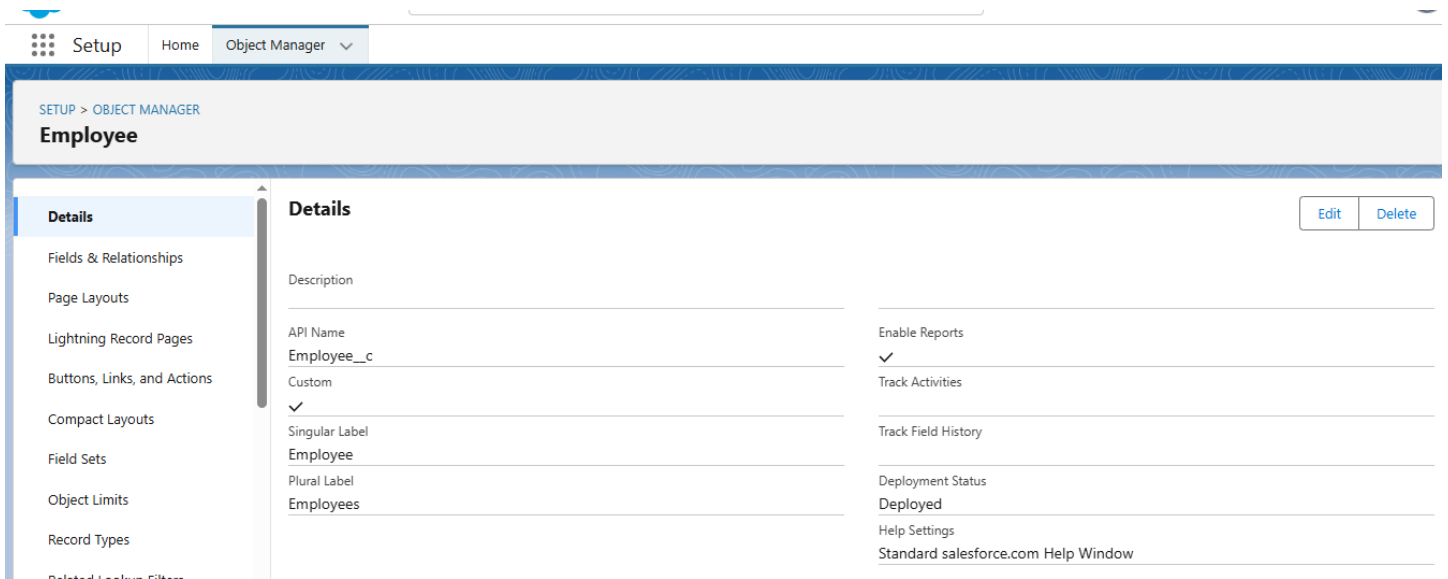 Setup Home Object Manager
SETUP > OBJECT MANAGER
Employee
Details
Fields & Relationships
Page Layouts
Lightning Record Pages
Buttons, Links, and Actions
Compact Layouts
Field Sets
Object Limits
Record Types
Related Lookup Filters
Details
Edit Delete
Description
API Name
Employee__c
Custom
Singular Label
Employee
Plural Label
Employees
Enable Reports
Track Activities
Track Field History
Deployment Status
Deployed
Help Settings
Standard salesforce.com Help Window